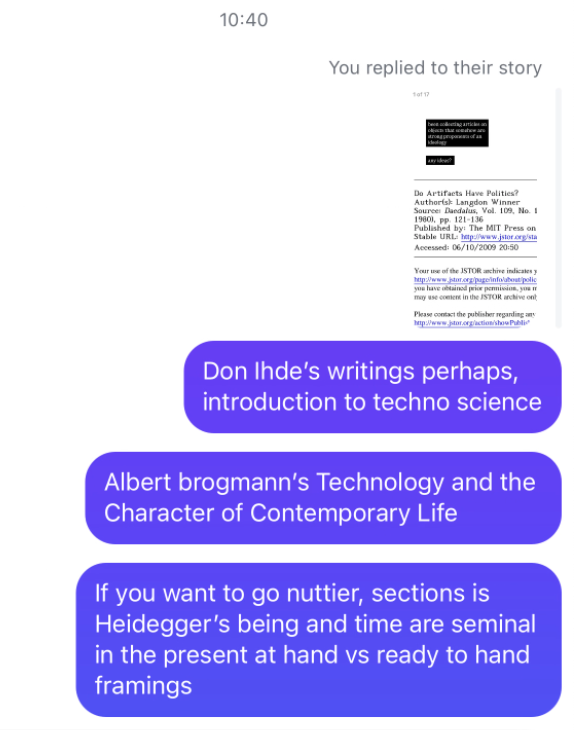 10:40
You replied to their story
1 of 17
been collecting articles on
objects that somehow are
strong proponents of an
ideology
any ideas?
Do Artifacts Have Politics?
Author(s): Langdon Winner
Source: Daedalus, Vol. 109, No. 1
1980), pp. 121-136
Published by: The MIT Press on
Stable URL: http://www.jstor.org/sta
Accessed: 06/10/2009 20:50
Your use of the JSTOR archive indicates y
http://www.jstor.org/page/info/about/polic
you have obtained prior permission, you m
may use content in the JSTOR archive onl
Please contact the publisher regarding any
http://www.jstor.org/action/showPubli
Don Ihde’s writings perhaps,
introduction to techno science
Albert brogmann’s Technology and the
Character of Contemporary Life
If you want to go nuttier, sections is
Heidegger’s being and time are seminal
in the present at hand vs ready to hand
framings